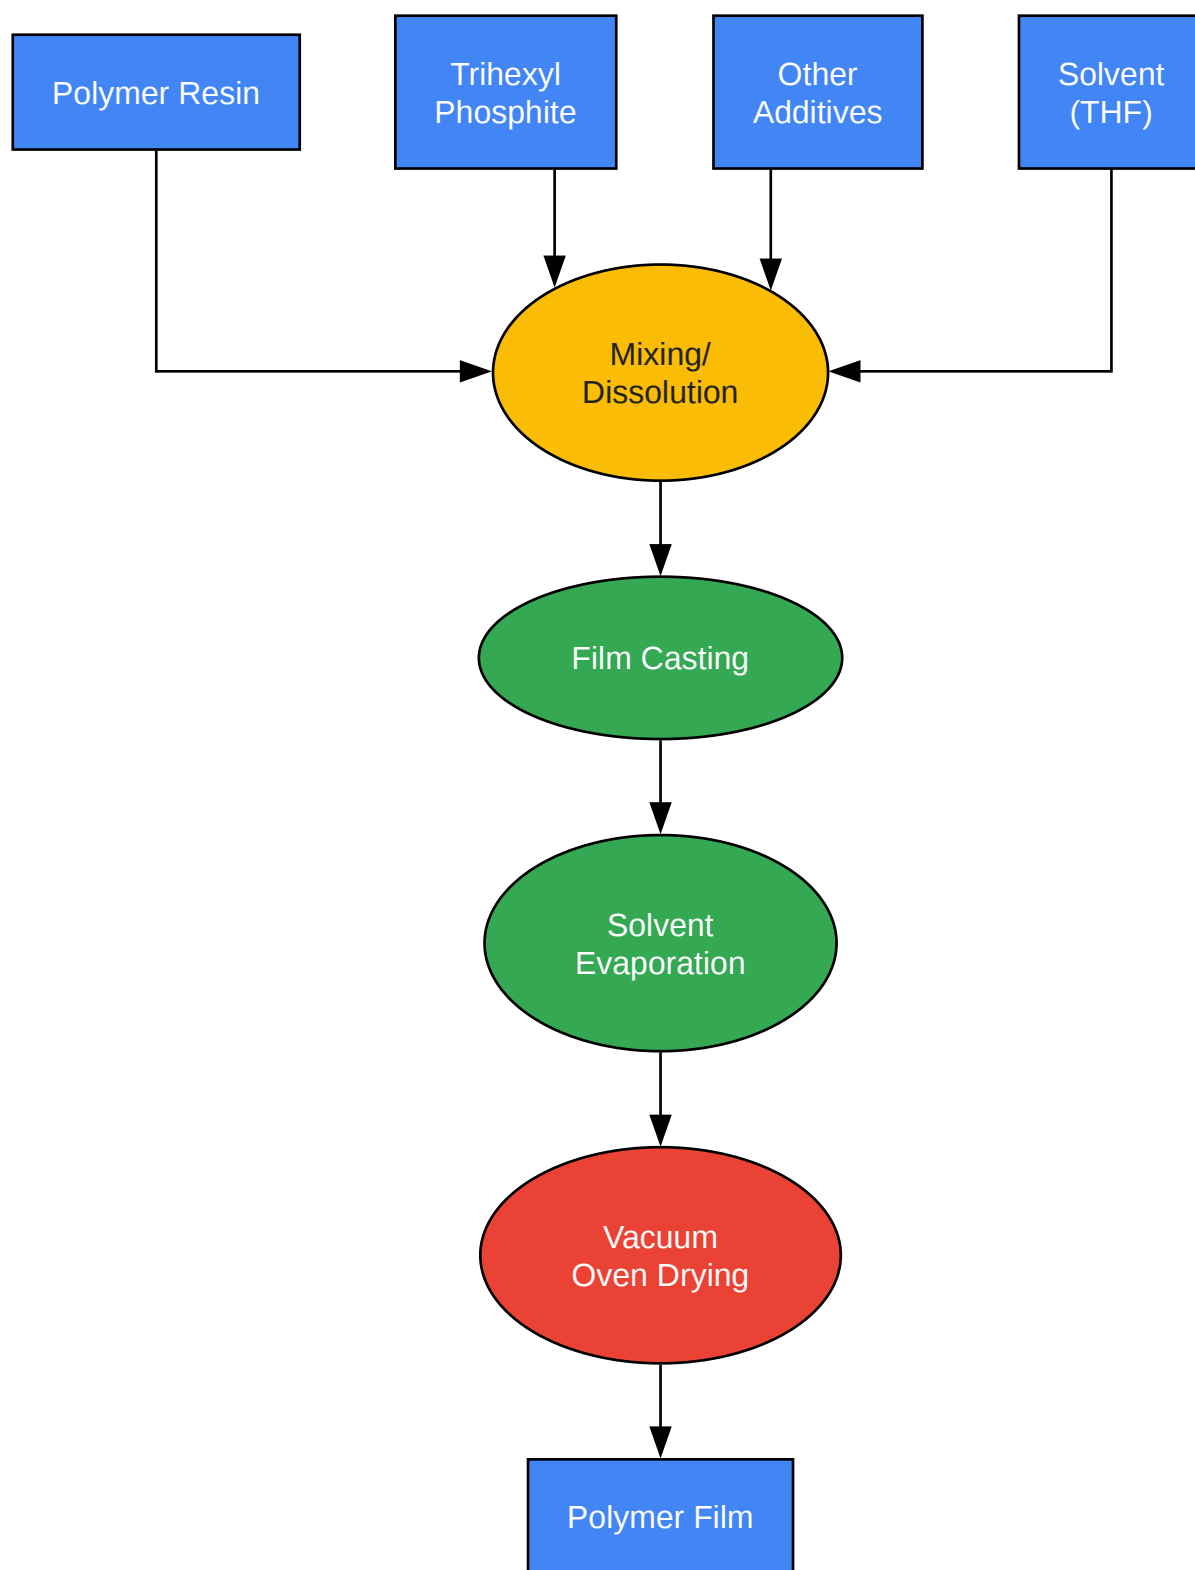 Polymer Resin
Trihexyl
Phosphite
Other
Additives
Solvent
(THF)
Mixing/
Dissolution
Film Casting
Solvent
Evaporation
Vacuum
Oven Drying
Polymer Film